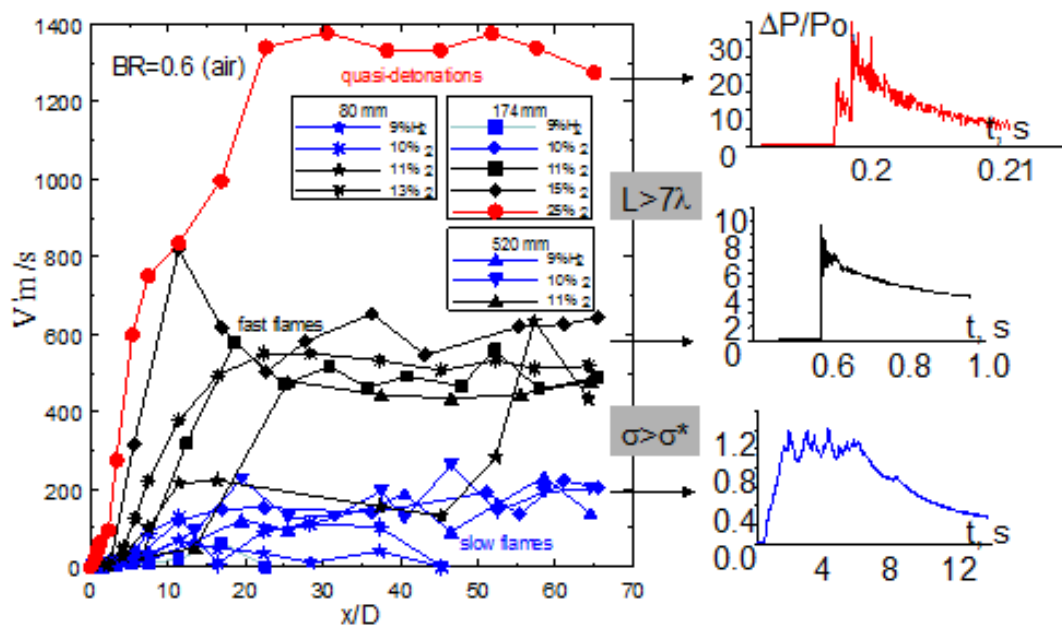 1400
1200
1000
800
600
400
200
0
V'm/s
0 10 20 30 40 50 60 70
x/D
BR=0.6 (air)
quasi-detonations
80 mm
9%H2
10% 2
11% 2
13% 2
174 mm
9%H2
10% 2
11% 2
15% 2
25% 2
520 mm
9%H2
10% 2
11% 2
fast flames
slow flames
L>7λ
σ>σ*
ΔP/Po
30
20
10
0
t, s
0.2 0.21
10
8
6
4
2
0
t, s
0.6 0.8 1.0
1.2
0.8
0.4
0.0
t, s
4 8 12